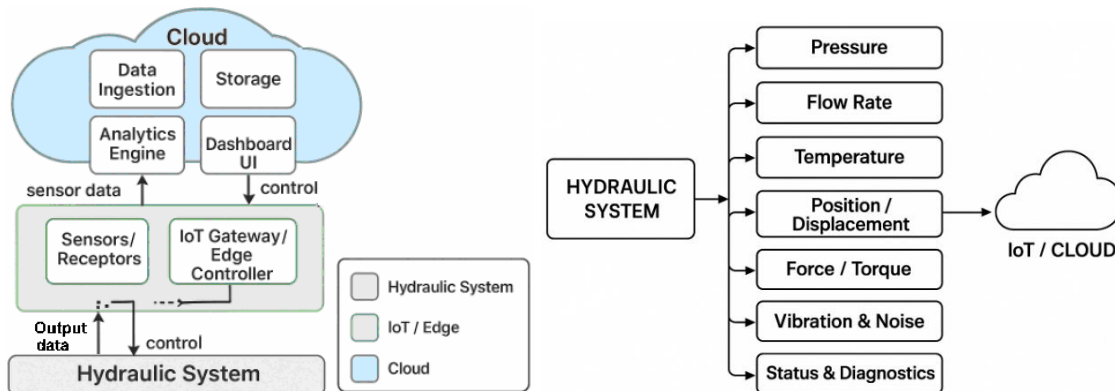 Cloud
Data
Ingestion
Storage
Analytics
Engine
Dashboard
UI
sensor data
control
Sensors/
Receptors
IoT Gateway/
Edge
Controller
Output
data
control
Hydraulic System
Hydraulic System
IoT / Edge
Cloud
HYDRAULIC
SYSTEM
Pressure
Flow Rate
Temperature
Position /
Displacement
Force / Torque
Vibration & Noise
Status & Diagnostics
IoT / CLOUD